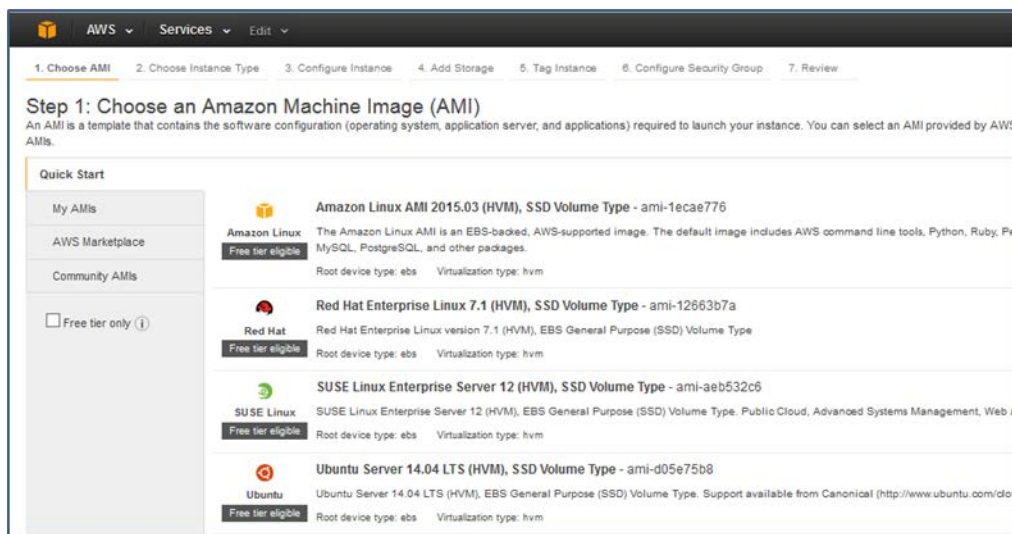 AWS Services Edit
1. Choose AMI 2. Choose Instance Type 3. Configure Instance 4. Add Storage 5. Tag Instance 6. Configure Security Group 7. Review
Step 1: Choose an Amazon Machine Image (AMI)
An AMI is a template that contains the software configuration (operating system, application server, and applications) required to launch your instance. You can select an AMI provided by AWS
AMIs.
Quick Start
My AMIs
AWS Marketplace
Community AMIs
Free tier only
Amazon Linux
Free tier eligible
Amazon Linux AMI 2015.03 (HVM), SSD Volume Type - ami-1ecae776
The Amazon Linux AMI is an EBS-backed, AWS-supported image. The default image includes AWS command line tools, Python, Ruby, Pe
MySQL, PostgreSQL, and other packages.
Root device type: ebs Virtualization type: hvm
Red Hat
Free tier eligible
Red Hat Enterprise Linux 7.1 (HVM), SSD Volume Type - ami-12663b7a
Red Hat Enterprise Linux version 7.1 (HVM), EBS General Purpose (SSD) Volume Type
Root device type: ebs Virtualization type: hvm
SUSE Linux
Free tier eligible
SUSE Linux Enterprise Server 12 (HVM), SSD Volume Type - ami-aeb532c6
SUSE Linux Enterprise Server 12 (HVM), EBS General Purpose (SSD) Volume Type. Public Cloud, Advanced Systems Management, Web
Root device type: ebs Virtualization type: hvm
Ubuntu
Free tier eligible
Ubuntu Server 14.04 LTS (HVM), SSD Volume Type - ami-d05e75b8
Ubuntu Server 14.04 LTS (HVM), EBS General Purpose (SSD) Volume Type. Support available from Canonical (http://www.ubuntu.com/clo
Root device type: ebs Virtualization type: hvm